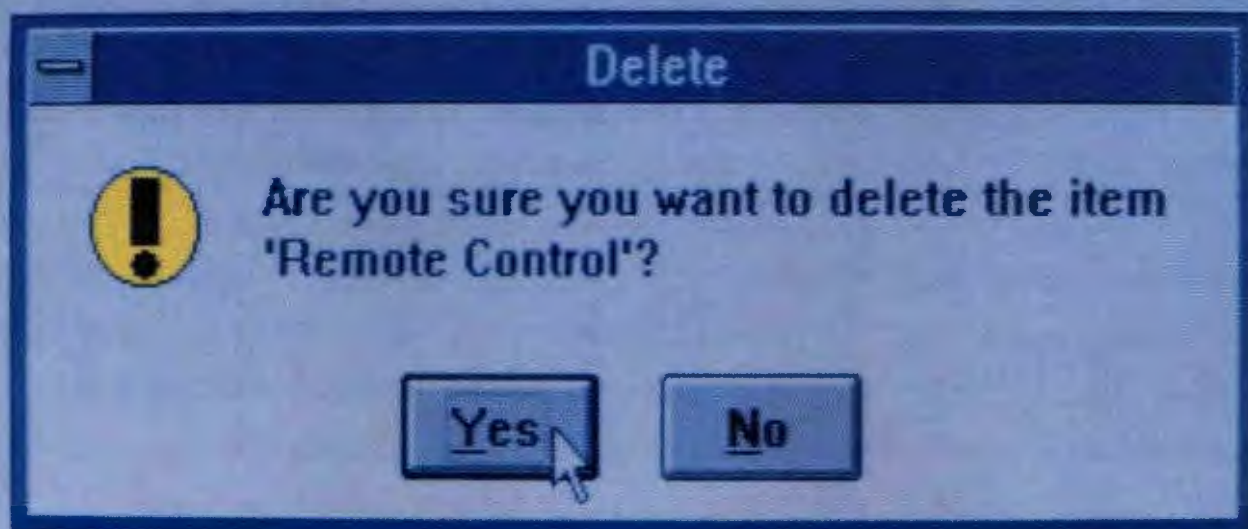 Delete
Are you sure you want to delete the item
'Remote Control'?
Yes
No